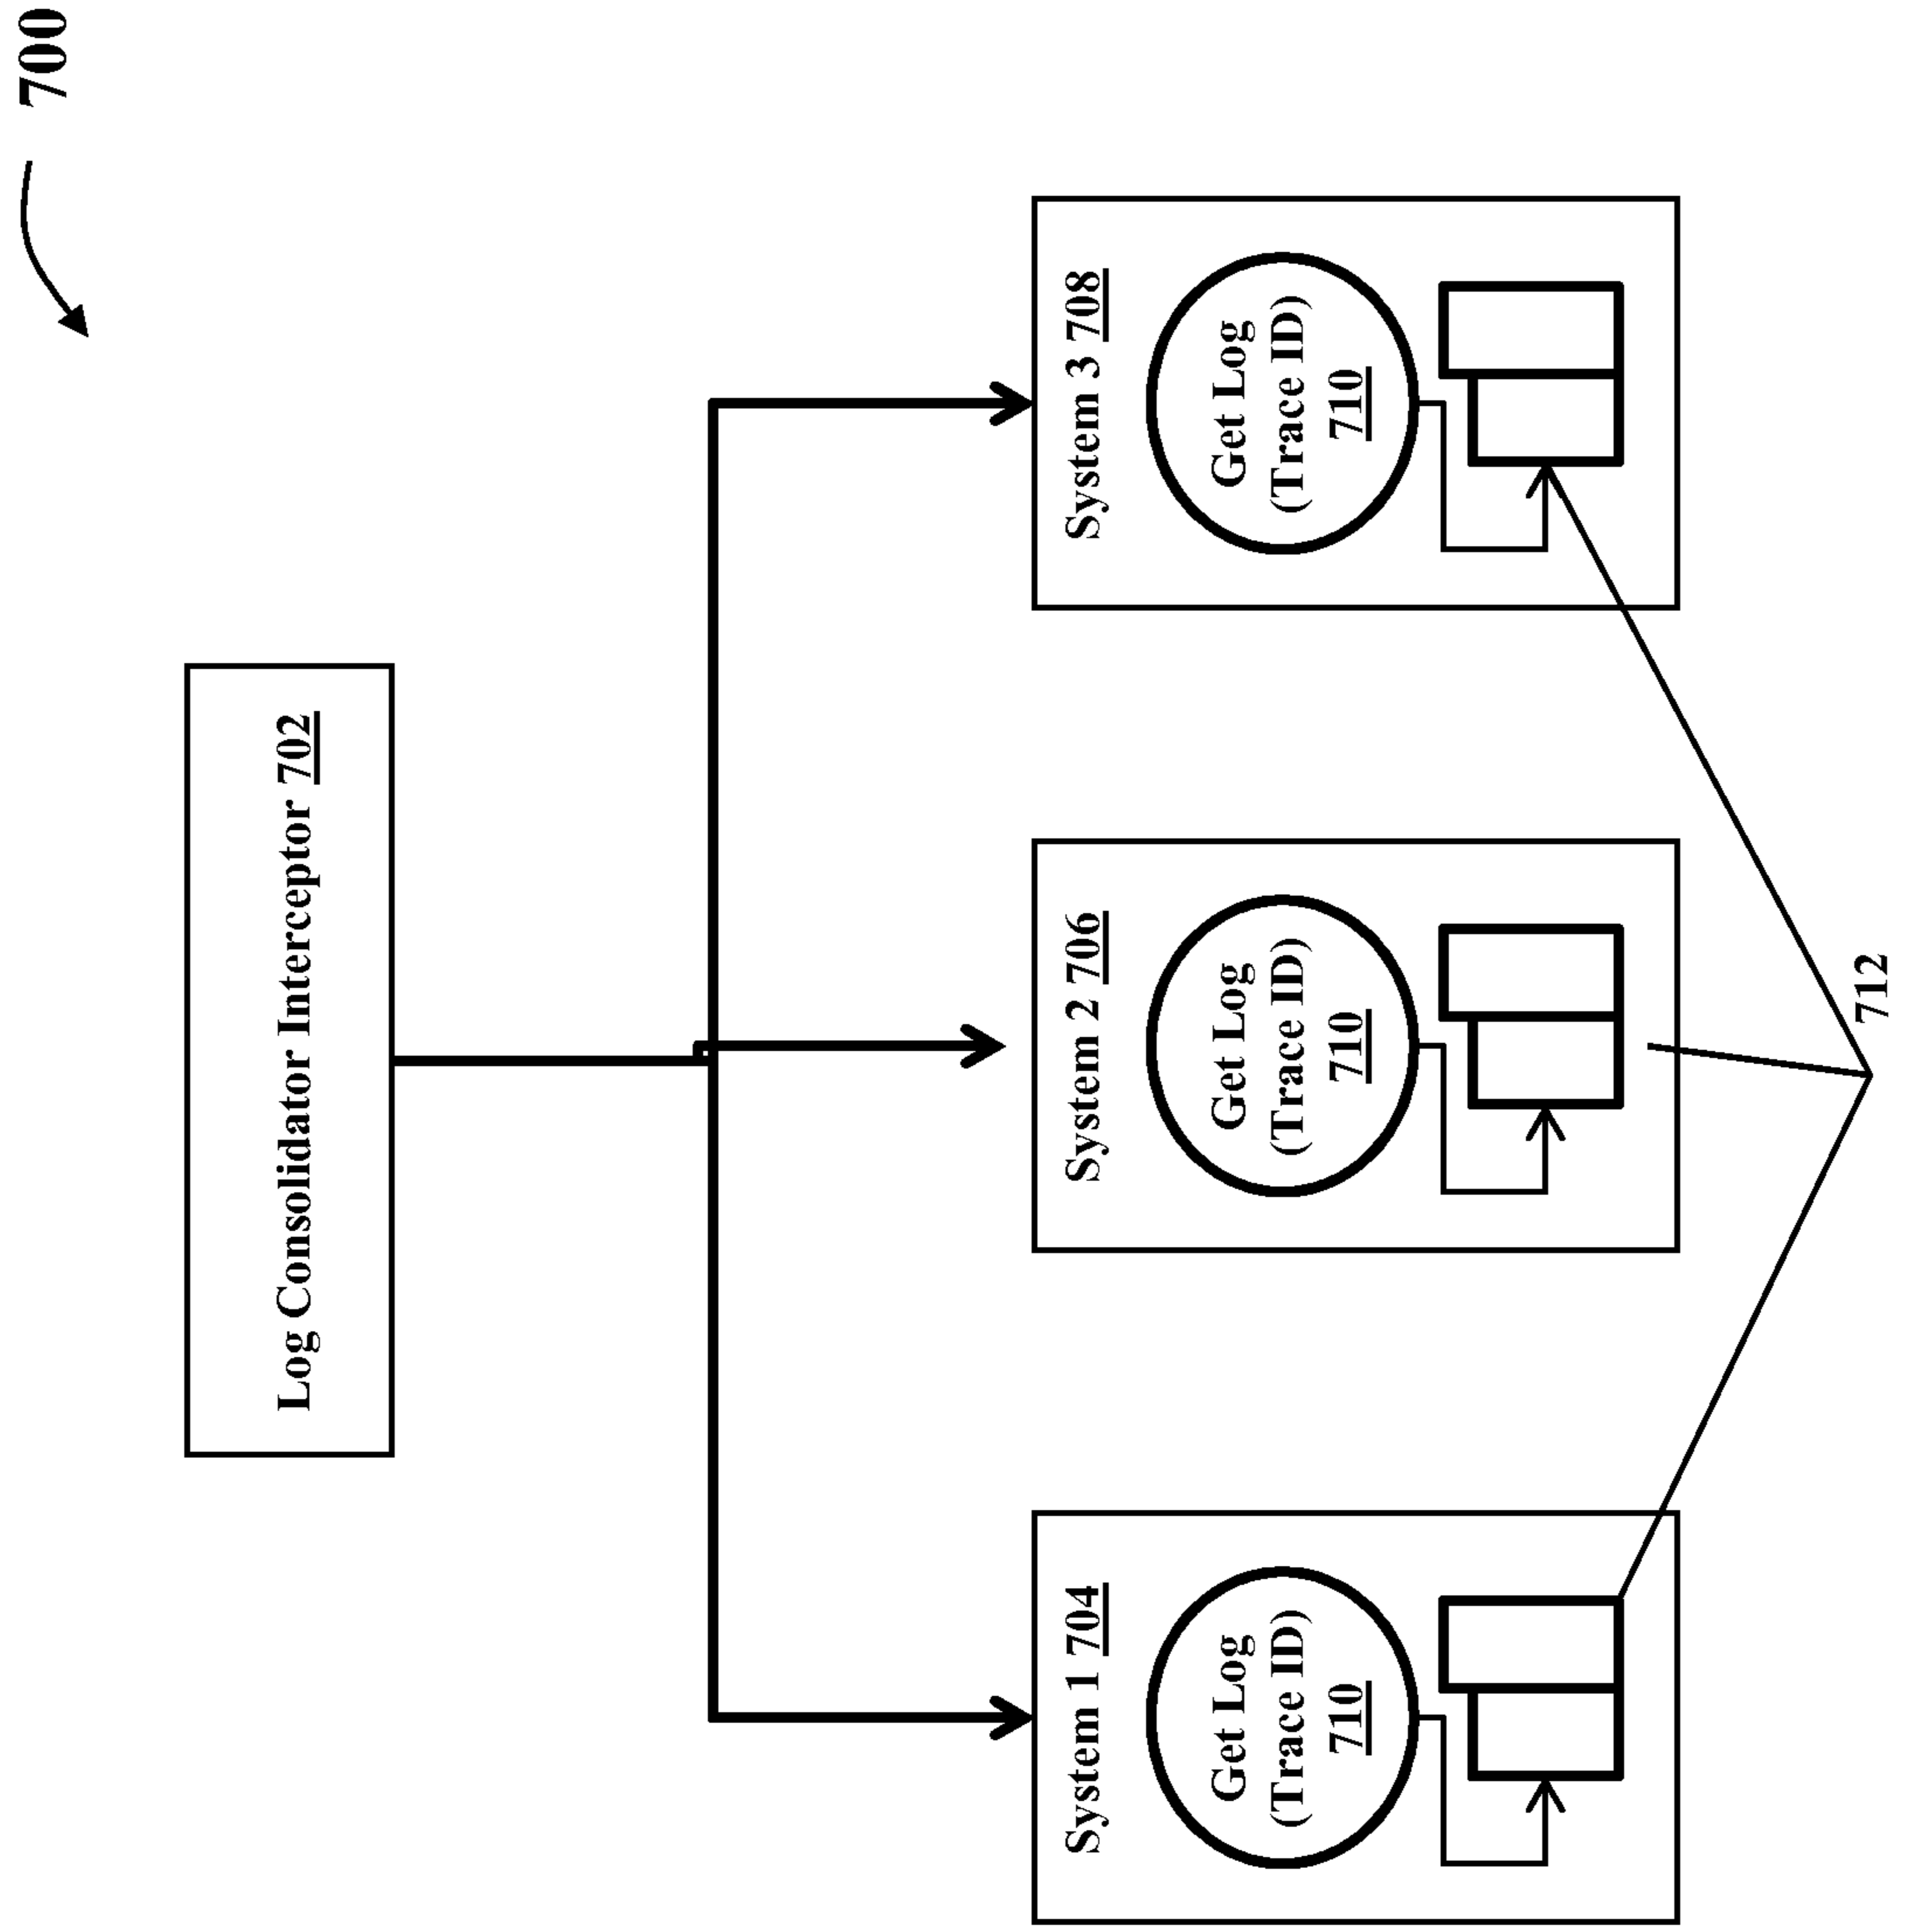 700
Log Consolidator Interceptor 702
System 1 704
Get Log
(Trace ID)
710
System 2 706
Get Log
(Trace ID)
710
System 3 708
Get Log
(Trace ID)
710
712